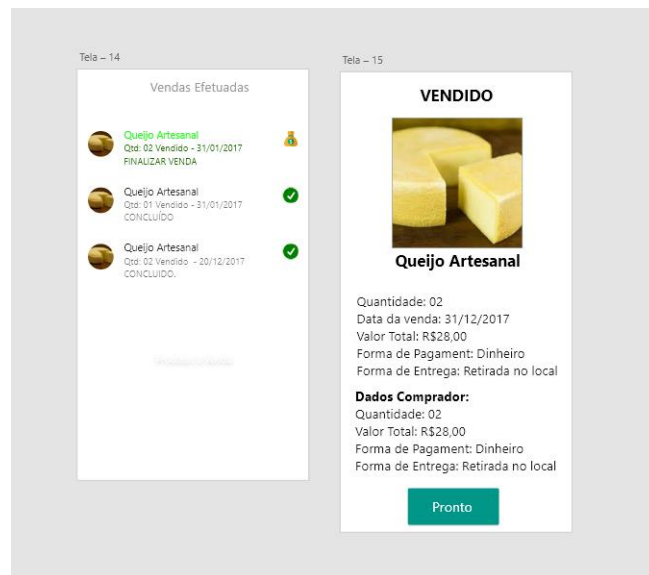 Tela – 14
Vendas Efetuadas
Queijo Artesanal
Qtd: 02 Vendido - 31/01/2017
FINALIZAR VENDA
Queijo Artesanal
Qtd: 01 Vendido - 31/01/2017
CONCLUÍDO
Queijo Artesanal
Qtd: 02 Vendido - 20/12/2017
CONCLUIDO.
Tela – 15
VENDIDO
Queijo Artesanal
Quantidade: 02
Data da venda: 31/12/2017
Valor Total: R$28,00
Forma de Pagament: Dinheiro
Forma de Entrega: Retirada no local
Dados Comprador:
Quantidade: 02
Valor Total: R$28,00
Forma de Pagament: Dinheiro
Forma de Entrega: Retirada no local
Pronto